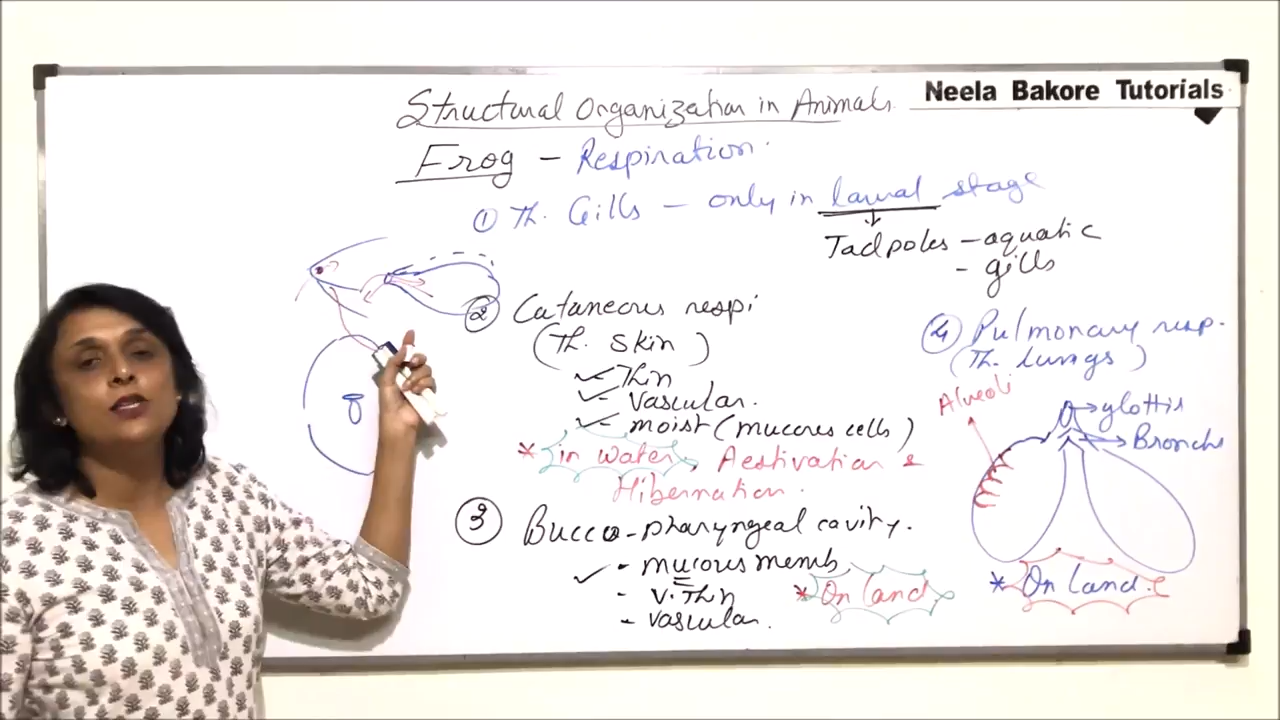 Structural Organization in Animals
Neela Bakore Tutorials
Frog - Respiration.
① Th. Gills - only in larval stage
Tadpoles - aquatic
- gills
② Cutaneous respi
(Th. skin)
- Thin
- vascular.
- moist (mucous cells)
* in water, Aestivation &
Hibernation.
③ Bucco-pharyngeal cavity.
- mucous memb
- v. Thin
- vascular.
* On land
④ Pulmonary resp.
(Th. lungs)
Alveoli
glottis
Bronchi
* On land.